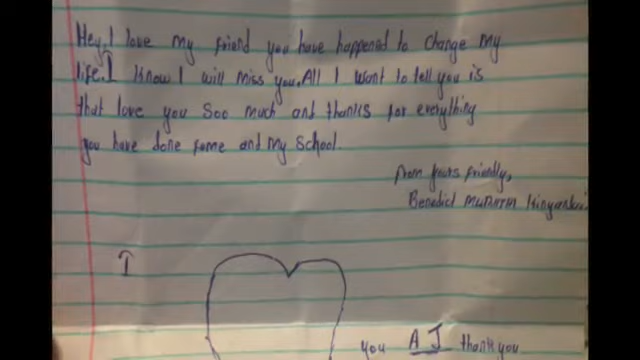 Hey, I love my friend you have happened to change my
life. I know I will miss you. All I want to tell you is
that love you soo much and thanks for everything
you have done forme and my school.
from yours friendly,
Benedict
I
you AJ thank you